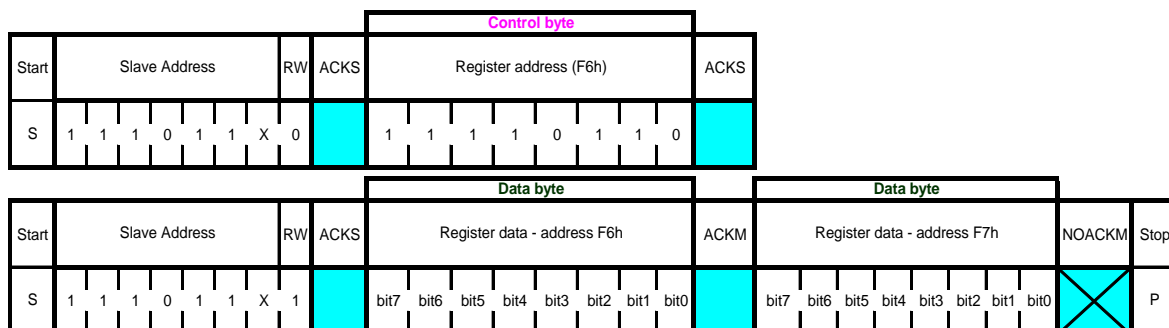 Control byte
Start Slave Address RW ACKS Register address (F6h) ACKS
S 1 1 1 0 1 1 X 0 1 1 1 1 0 1 1 0
Data byte Data byte
Start Slave Address RW ACKS Register data - address F6h ACKM Register data - address F7h NOACKM Stop
S 1 1 1 0 1 1 X 1 bit7 bit6 bit5 bit4 bit3 bit2 bit1 bit0 bit7 bit6 bit5 bit4 bit3 bit2 bit1 bit0 P